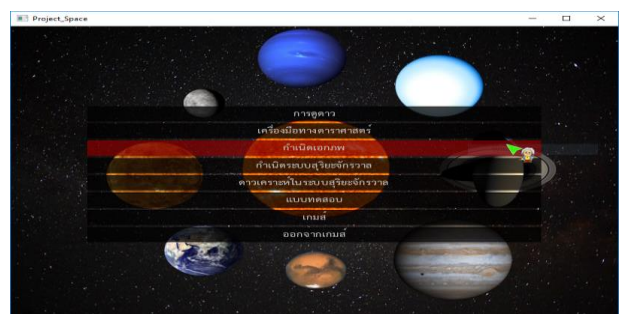 Project_Space
การดูดาว
เครื่องมือทางดาราศาสตร์
กำเนิดเอกภพ
กำเนิดระบบสุริยะจักรวาล
ดาวเคราะห์ในระบบสุริยะจักรวาล
แบบทดสอบ
เกมส์
ออกจากเกมส์